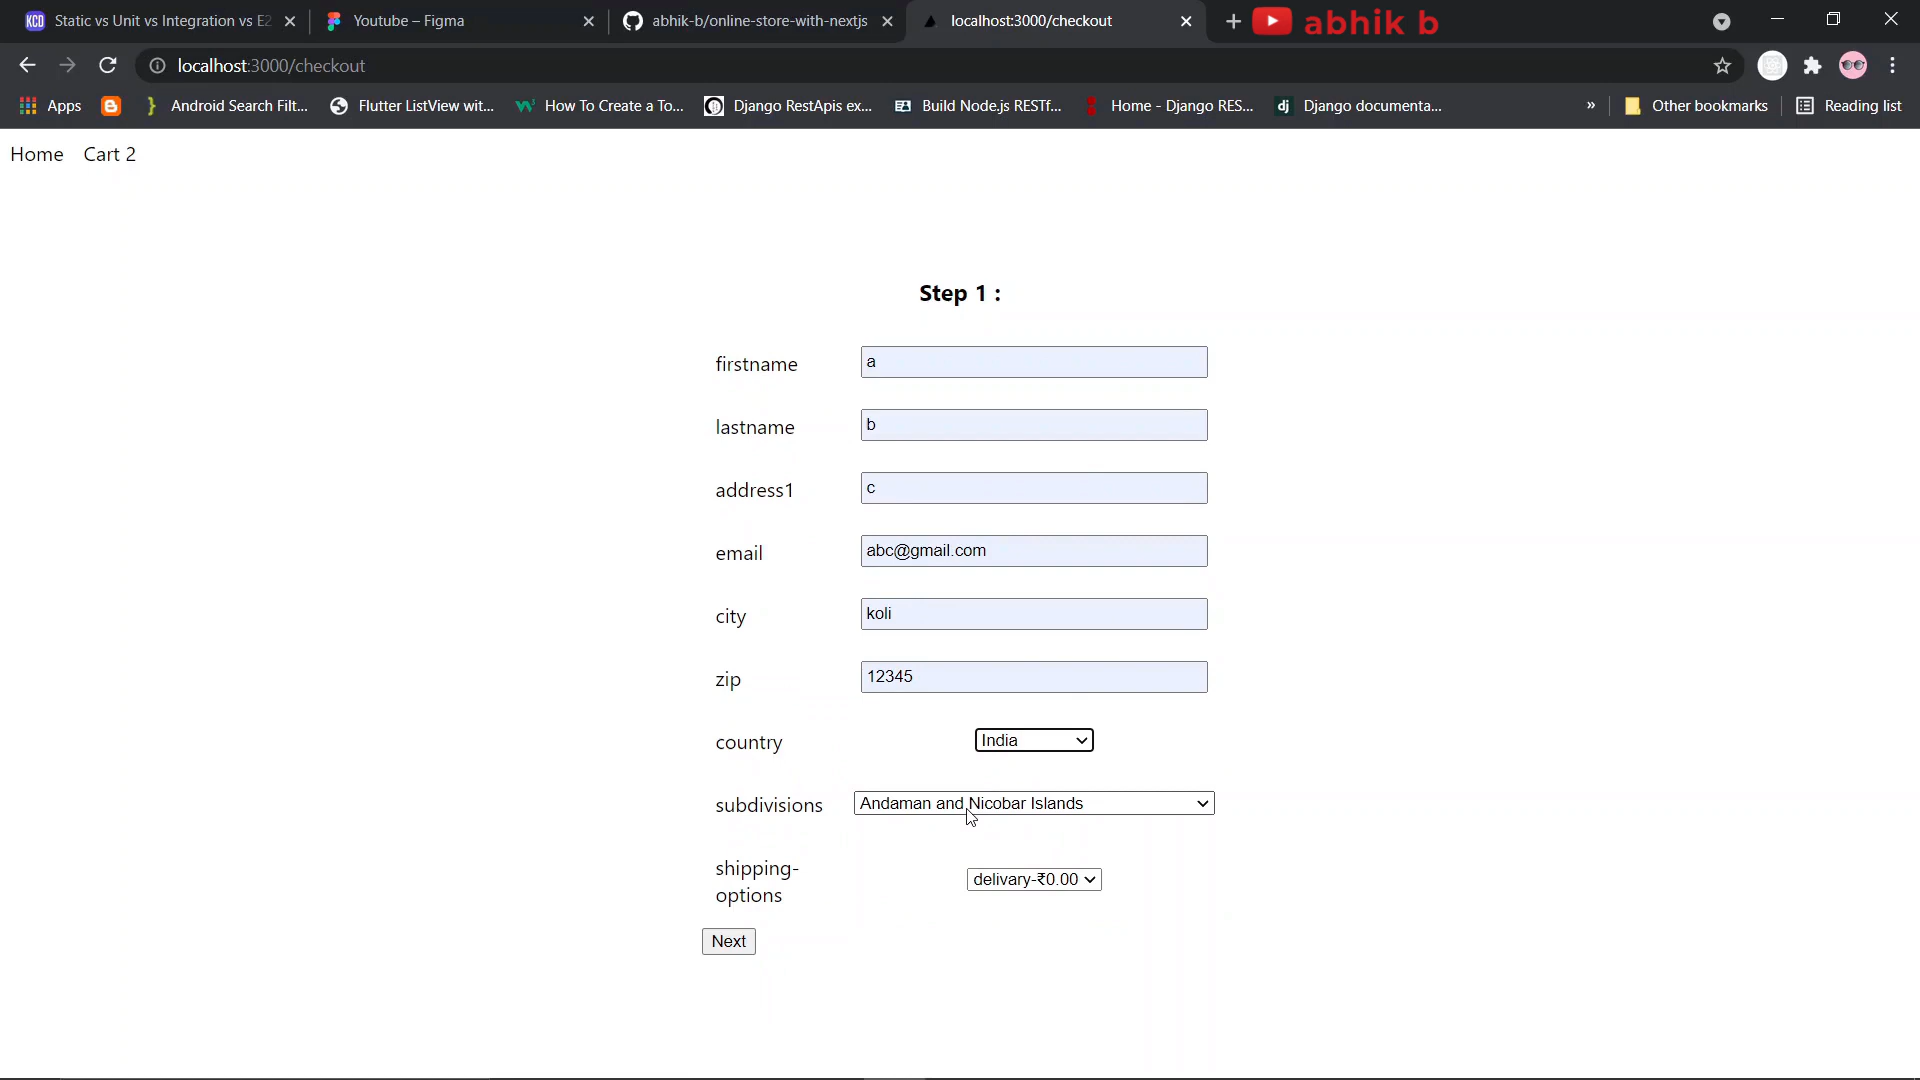 Static vs Unit vs Integration vs E2
Youtube – Figma
abhik-b/online-store-with-nextjs
localhost:3000/checkout
abhik b
localhost:3000/checkout
Apps
Android Search Filt...
Flutter ListView wit...
How To Create a To...
Django RestApis ex...
Build Node.js RESTf...
Home - Django RES...
Django documenta...
»
Other bookmarks
Reading list
Home
Cart 2
Step 1 :
firstname
a
lastname
b
address1
c
email
abc@gmail.com
city
koli
zip
12345
country
India
subdivisions
Andaman and Nicobar Islands
shipping-
options
delivary-₹0.00
Next